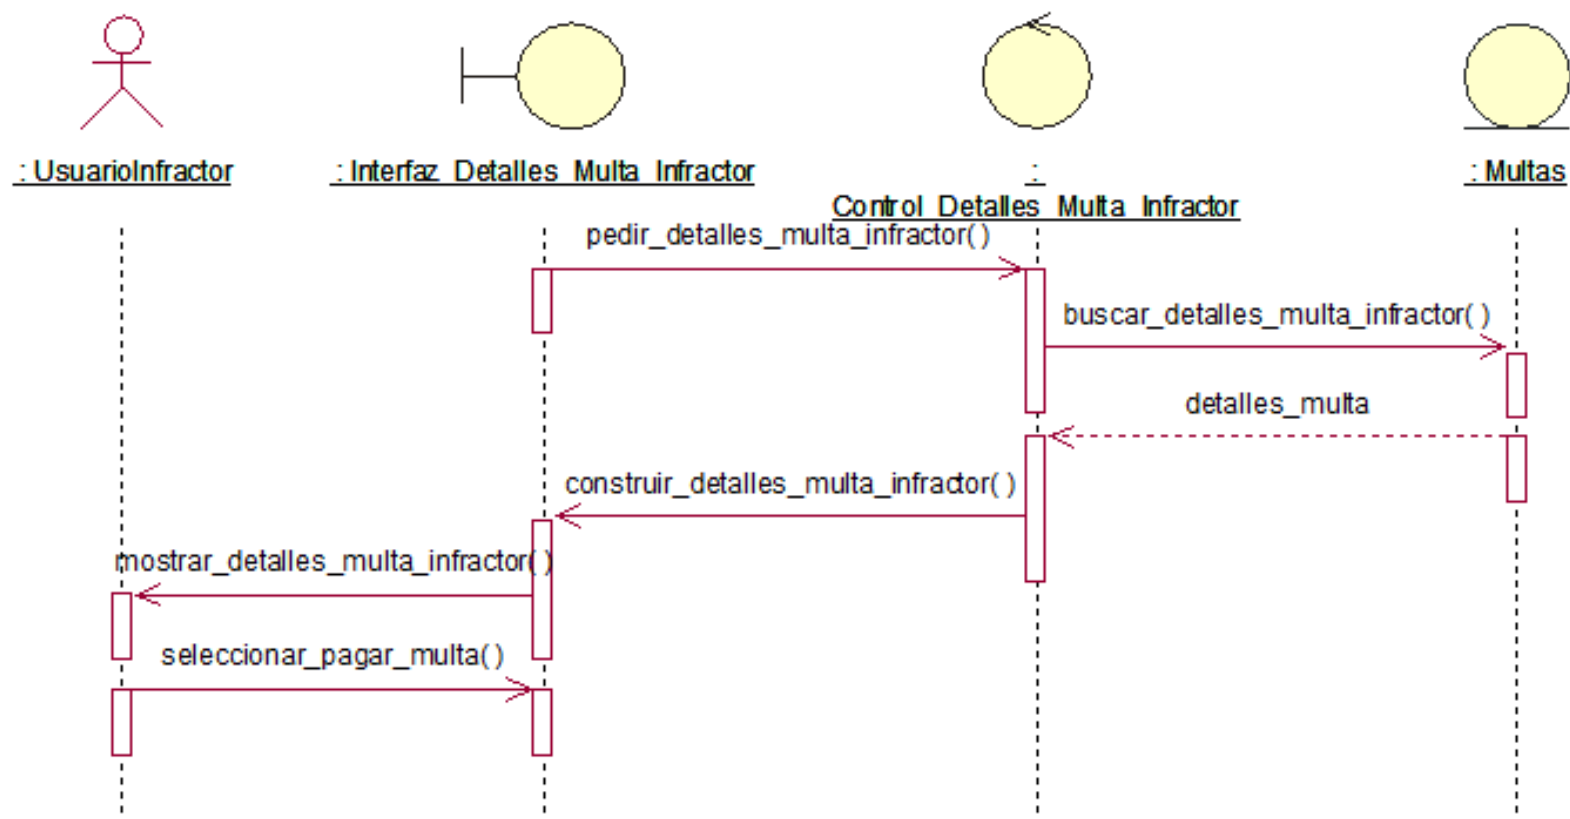 : UsuarioInfractor
: Interfaz_Detalles_Multa_Infractor
:
Control_Detalles_Multa_Infractor
: Multas
pedir_detalles_multa_infractor( )
buscar_detalles_multa_infractor( )
detalles_multa
construir_detalles_multa_infractor( )
mostrar_detalles_multa_infractor( )
seleccionar_pagar_multa( )